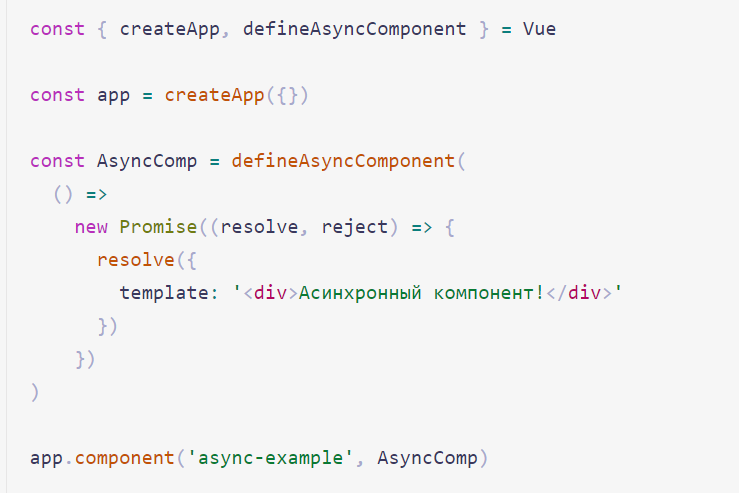 const { createApp, defineAsyncComponent } = Vue
const app = createApp({})
const AsyncComp = defineAsyncComponent(
() =>
new Promise((resolve, reject) => {
resolve({
template: '<div>Асинхронный компонент!</div>'
})
})
)
app.component('async-example', AsyncComp)